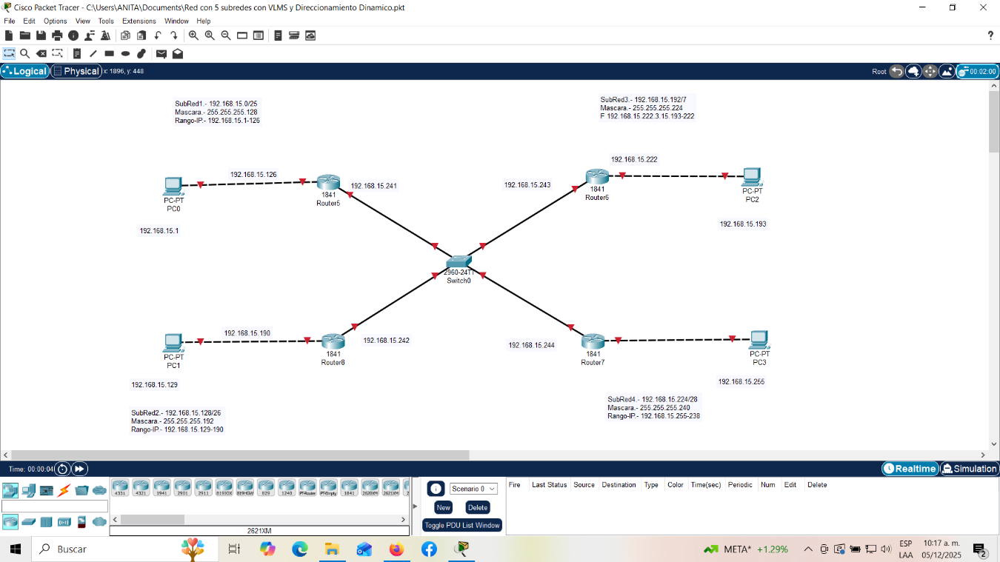 Cisco Packet Tracer - C:\Users\ANITA\Documents\Red con 5 subredes con VLMS y Direccionamiento Dinamico.pkt
File Edit Options View Tools Extensions Window Help
?
Logical Physical x: 1896, y: 448 Root 00:02:00
SubRed1.- 192.168.15.0/25
Mascara.- 255.255.255.128
Rango-IP.- 192.168.15.1-126
SubRed3.- 192.168.15.192/7
Mascara.- 255.255.255.224
F 192.168.15.222.3.15.193-222
192.168.15.222
192.168.15.126
192.168.15.241
192.168.15.243
1841
Router5
1841
Router6
PC-PT
PC0
PC-PT
PC2
192.168.15.1
192.168.15.193
2960-24TT
Switch0
192.168.15.190
192.168.15.242
192.168.15.244
1841
Router8
1841
Router7
PC-PT
PC1
PC-PT
PC3
192.168.15.129
192.168.15.255
SubRed2.- 192.168.15.128/26
Mascara.- 255.255.255.192
Rango-IP.- 192.168.15.129-190
SubRed4.- 192.168.15.224/28
Mascara.- 255.255.255.240
Rango-IP.- 192.168.15.255-238
Time: 00:00:04 Realtime Simulation
4331 4321 1941 2901 2911 819IOX 819HGW 829 1240 PT-Router PT-Empty 1841 2620XM 2621XM 2
2621XM
Scenario 0
New Delete
Toggle PDU List Window
Fire Last Status Source Destination Type Color Time(sec) Periodic Num Edit Delete
Buscar
META* +1.29%
ESP
LAA
10:17 a. m.
05/12/2025
2